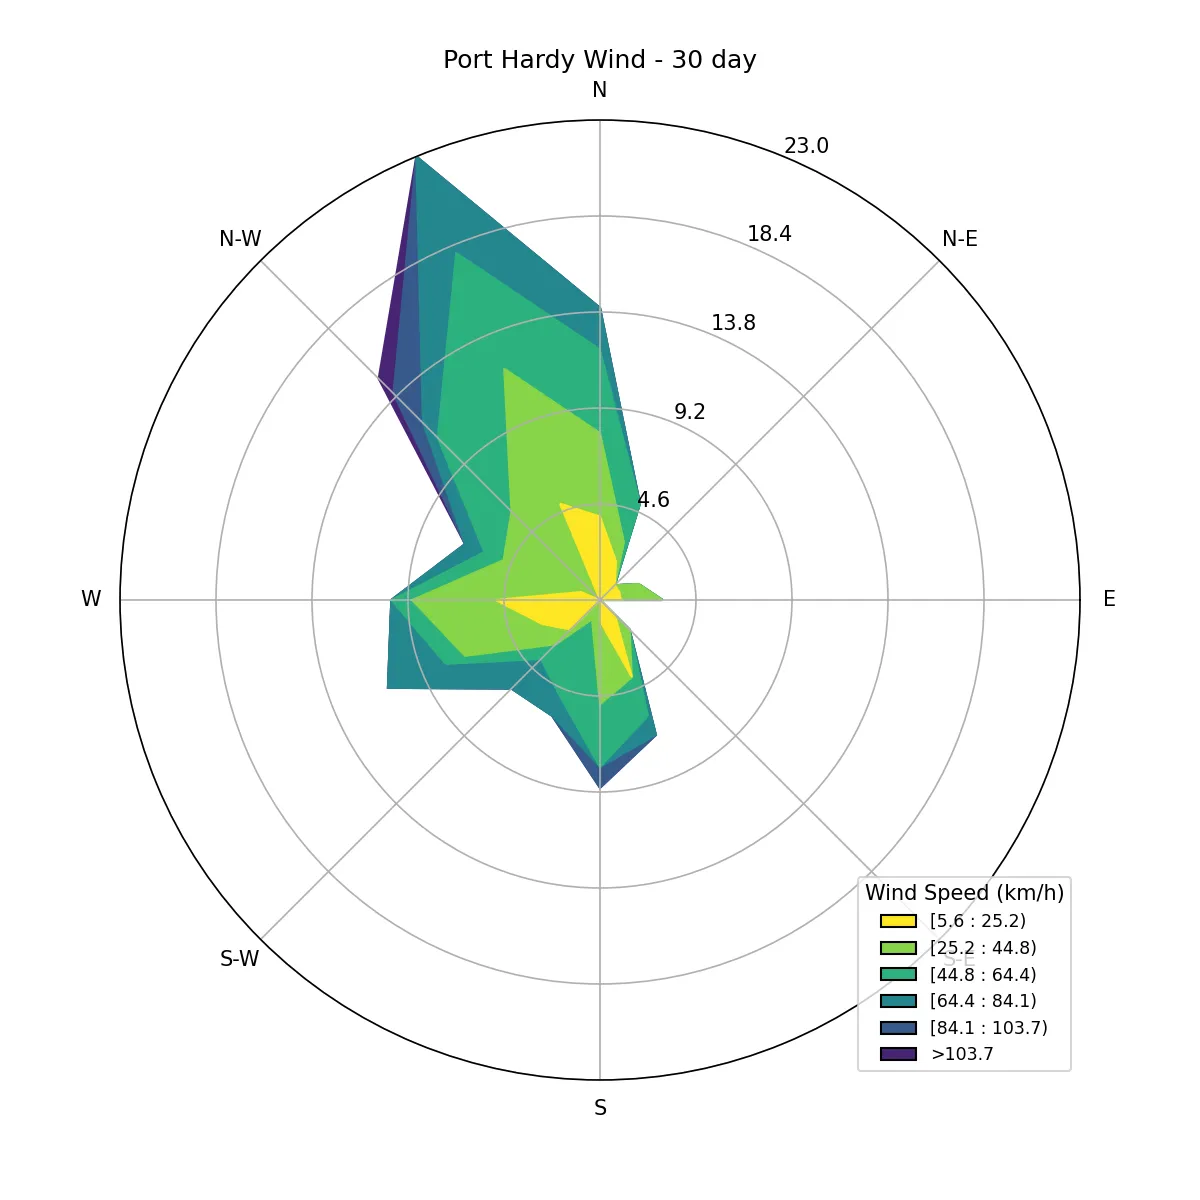 Port Hardy Wind - 30 day
N
23.0
18.4
N-W
N-E
13.8
9.2
4.6
W
E
Wind Speed (km/h)
[5.6 : 25.2)
[25.2 : 44.8)
S-W
S-E
[44.8 : 64.4)
[64.4 : 84.1)
[84.1 : 103.7)
>103.7
S